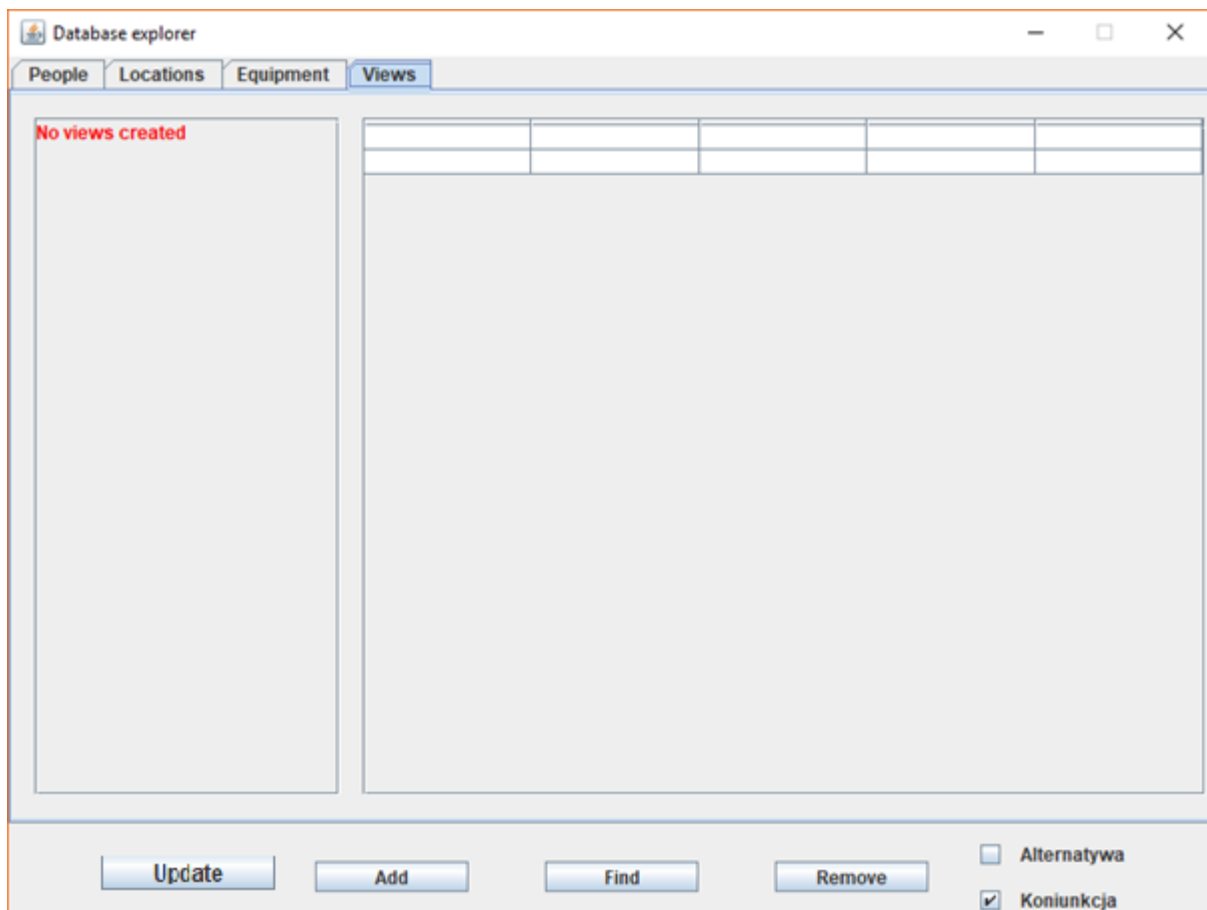 Database explorer
People Locations Equipment Views
No views created
Update Add Find Remove
Alternatywa
Koniunkcja